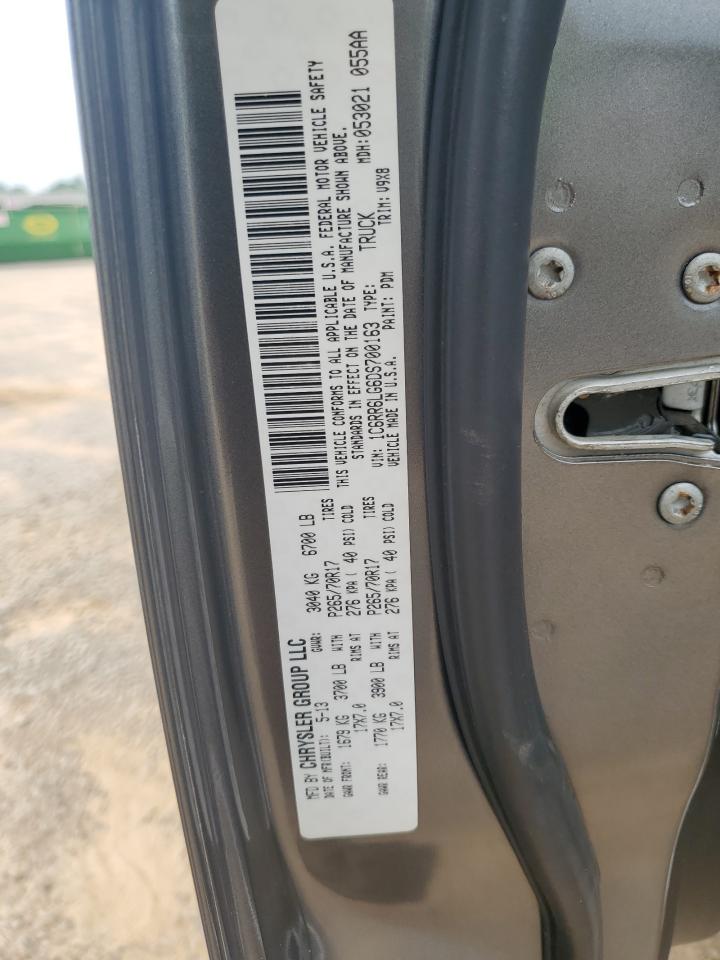 MFD BY CHRYSLER GROUP LLC
DATE OF MFR(BUILT): 5-13 GVWR: 3040 KG 6700 LB
GAWR FRONT: 1679 KG 3700 LB WITH P265/70R17 TIRES
17X7.0 RIMS AT 276 KPA ( 40 PSI) COLD
GAWR REAR: 1770 KG 3900 LB WITH P265/70R17 TIRES
17X7.0 RIMS AT 276 KPA ( 40 PSI) COLD
THIS VEHICLE CONFORMS TO ALL APPLICABLE U.S.A. FEDERAL MOTOR VEHICLE SAFETY
STANDARDS IN EFFECT ON THE DATE OF MANUFACTURE SHOWN ABOVE.
VIN: 1C6RR6LG6DS700163 TYPE: TRUCK MDH:053021 055AA
VEHICLE MADE IN U.S.A. PAINT: PDM TRIM: V9X8